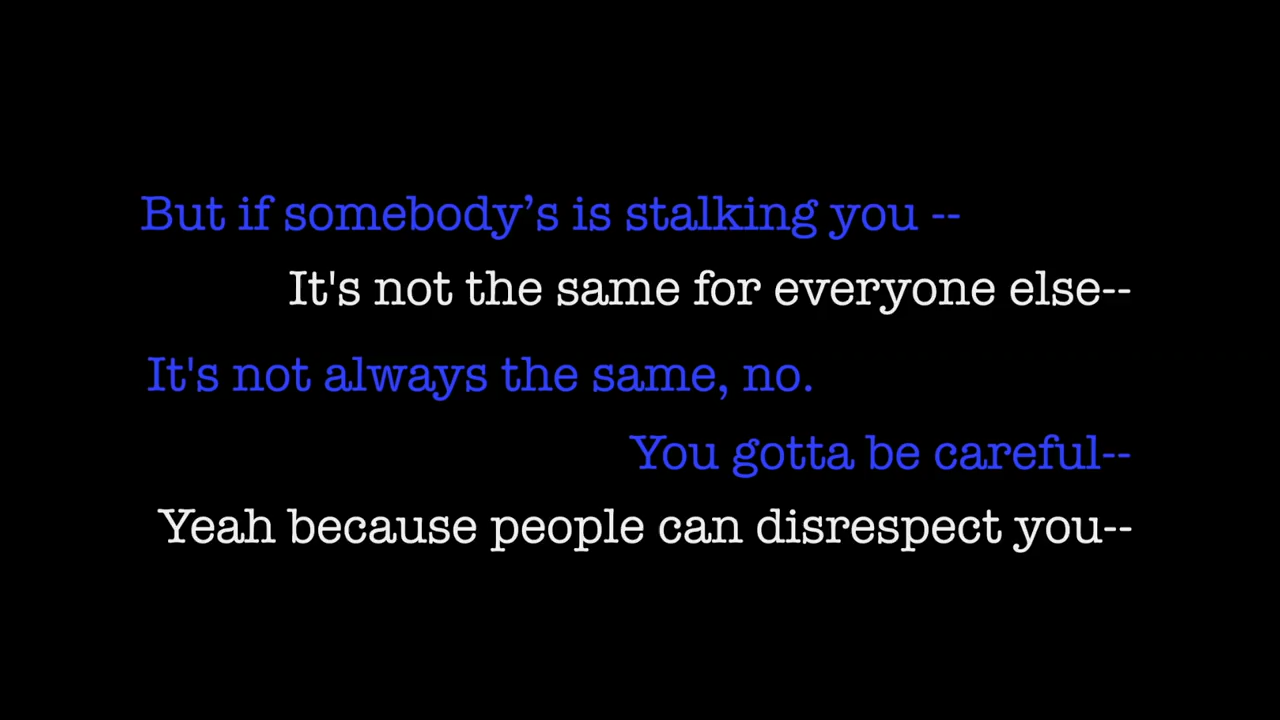 But if somebody’s is stalking you --
It's not the same for everyone else--
It's not always the same, no.
You gotta be careful--
Yeah because people can disrespect you--